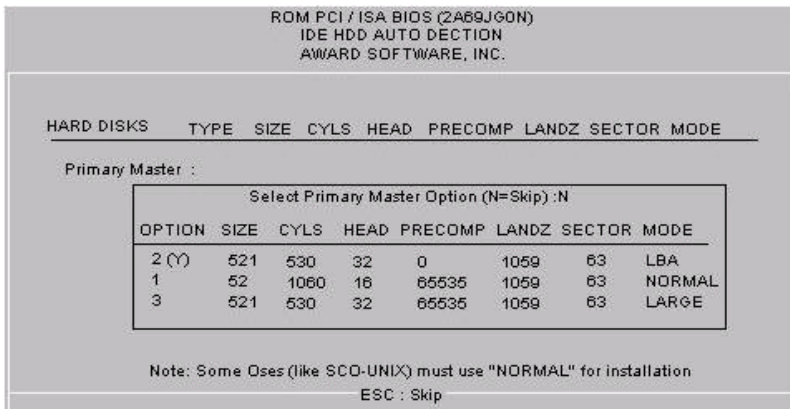 ROM PCI / ISA BIOS (2A69JG0N)
IDE HDD AUTO DECTION
AWARD SOFTWARE, INC.
HARD DISKS TYPE SIZE CYLS HEAD PRECOMP LANDZ SECTOR MODE
Primary Master :
Select Primary Master Option (N=Skip) :N
OPTION SIZE CYLS HEAD PRECOMP LANDZ SECTOR MODE
2 (Y) 521 530 32 0 1059 63 LBA
1 52 1060 16 65535 1059 63 NORMAL
3 521 530 32 65535 1059 63 LARGE
Note: Some Oses (like SCO-UNIX) must use "NORMAL" for installation
ESC : Skip